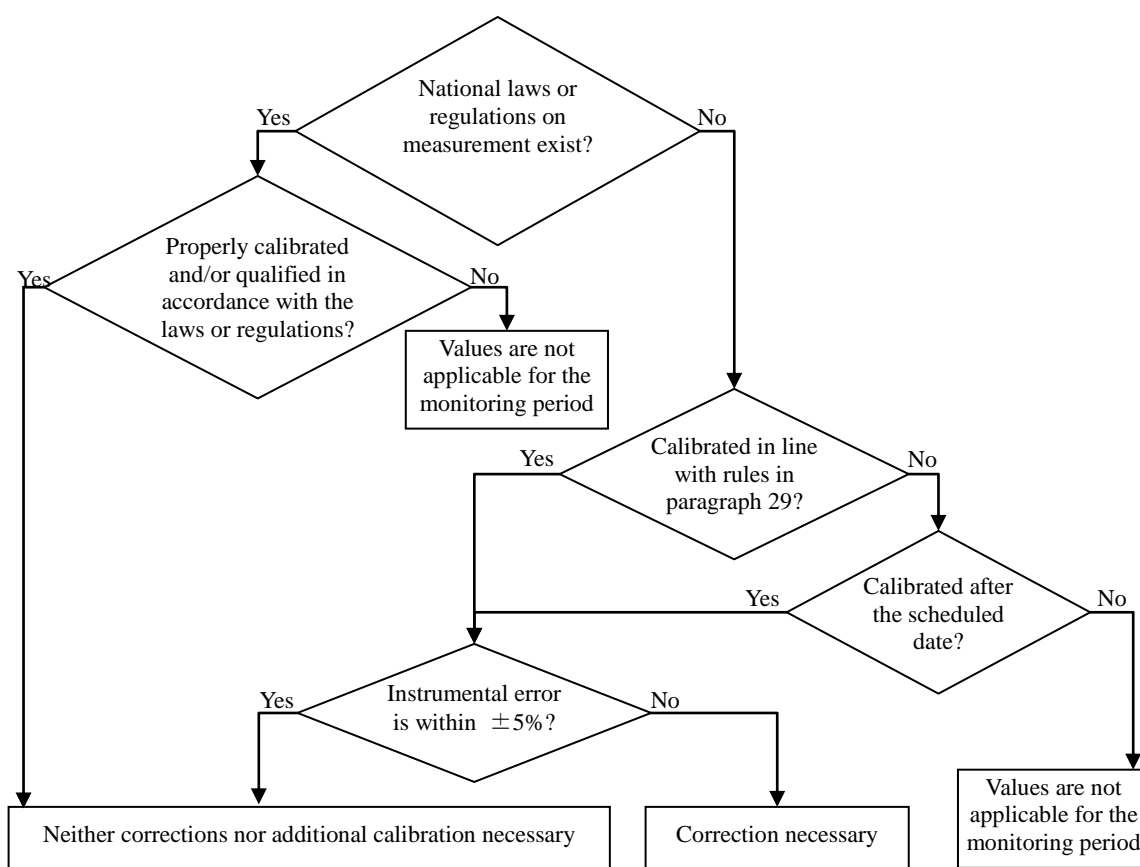 National laws or
regulations on
measurement exist?
Yes
No
Properly calibrated
and/or qualified in
accordance with the
laws or regulations?
Yes
No
Values are not
applicable for the
monitoring period
Calibrated in line
with rules in
paragraph 29?
Yes
No
Calibrated after
the scheduled
date?
Yes
No
Instrumental error
is within ±5%?
Yes
No
Values are not
applicable for the
monitoring period
Neither corrections nor additional calibration necessary
Correction necessary